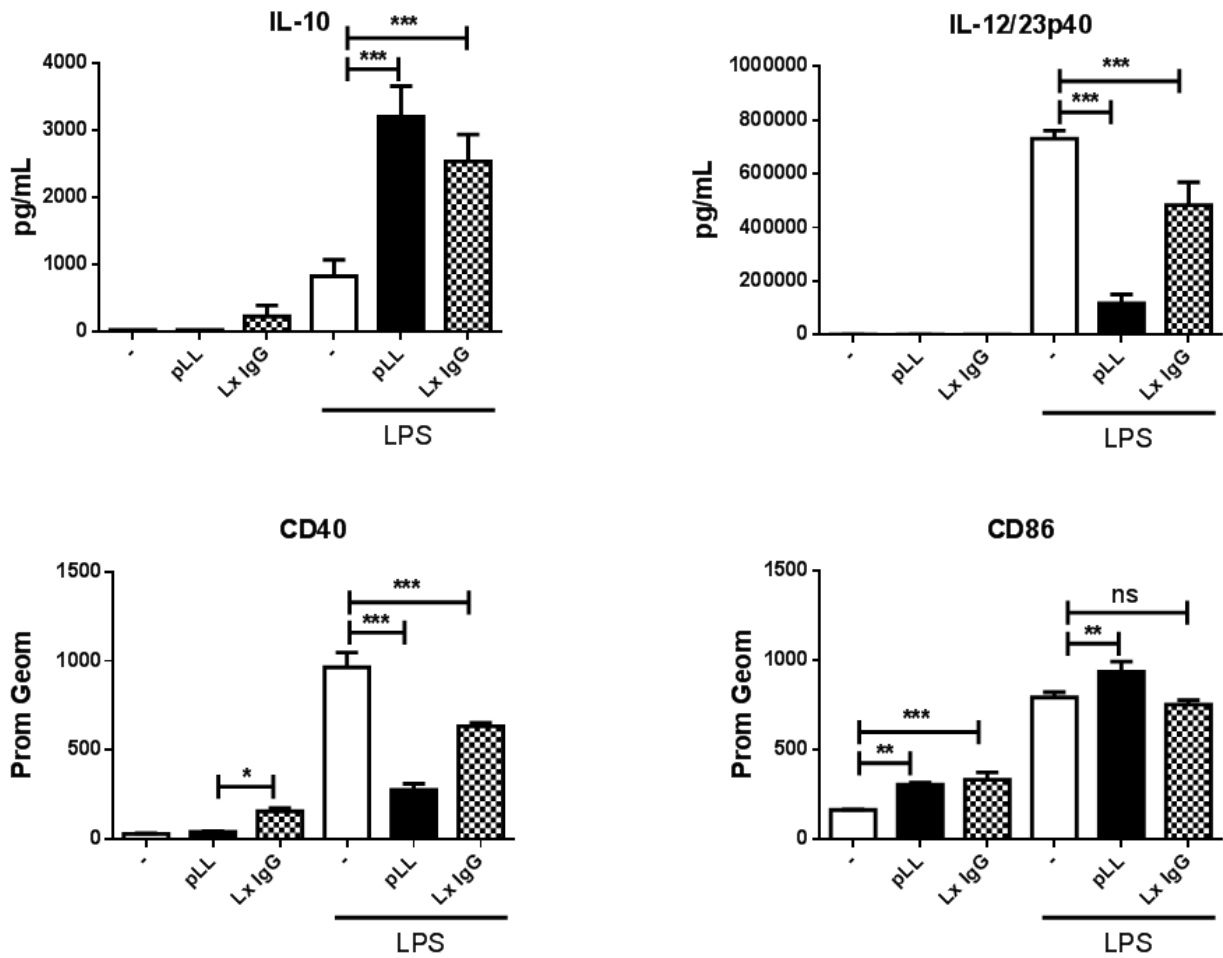 IL-10
***
***
4000
3000
2000
1000
0
pg/mL
-
pLL
Lx IgG
-
pLL
Lx IgG
LPS
IL-12/23p40
***
***
1000000
800000
600000
400000
200000
0
pg/mL
-
pLL
Lx IgG
-
pLL
Lx IgG
LPS
CD40
***
***
*
1500
1000
500
0
Prom Geom
-
pLL
Lx IgG
-
pLL
Lx IgG
LPS
CD86
ns
**
***
**
1500
1000
500
0
Prom Geom
-
pLL
Lx IgG
-
pLL
Lx IgG
LPS